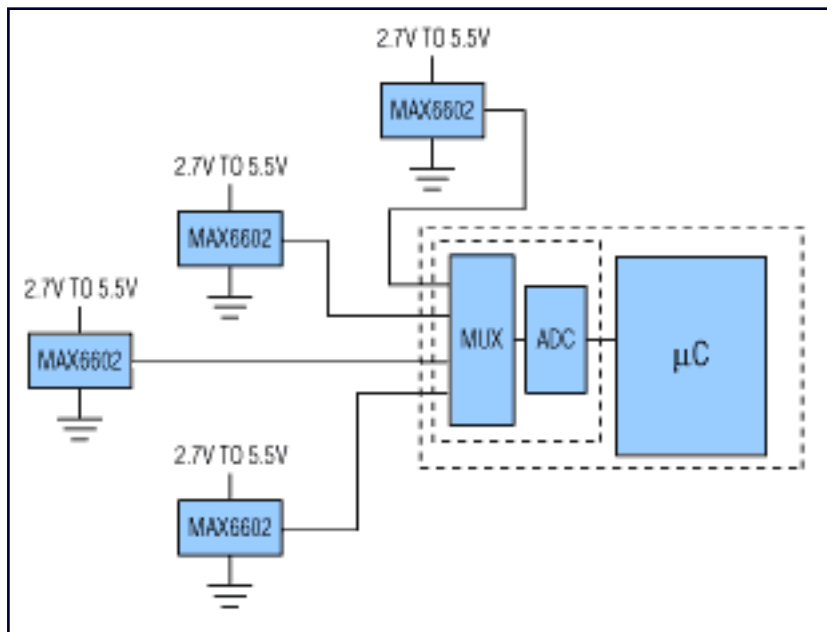 2.7V TO 5.5V
MAX6602
2.7V TO 5.5V
MAX6602
2.7V TO 5.5V
MAX6602
MUX
ADC
μC
2.7V TO 5.5V
MAX6602